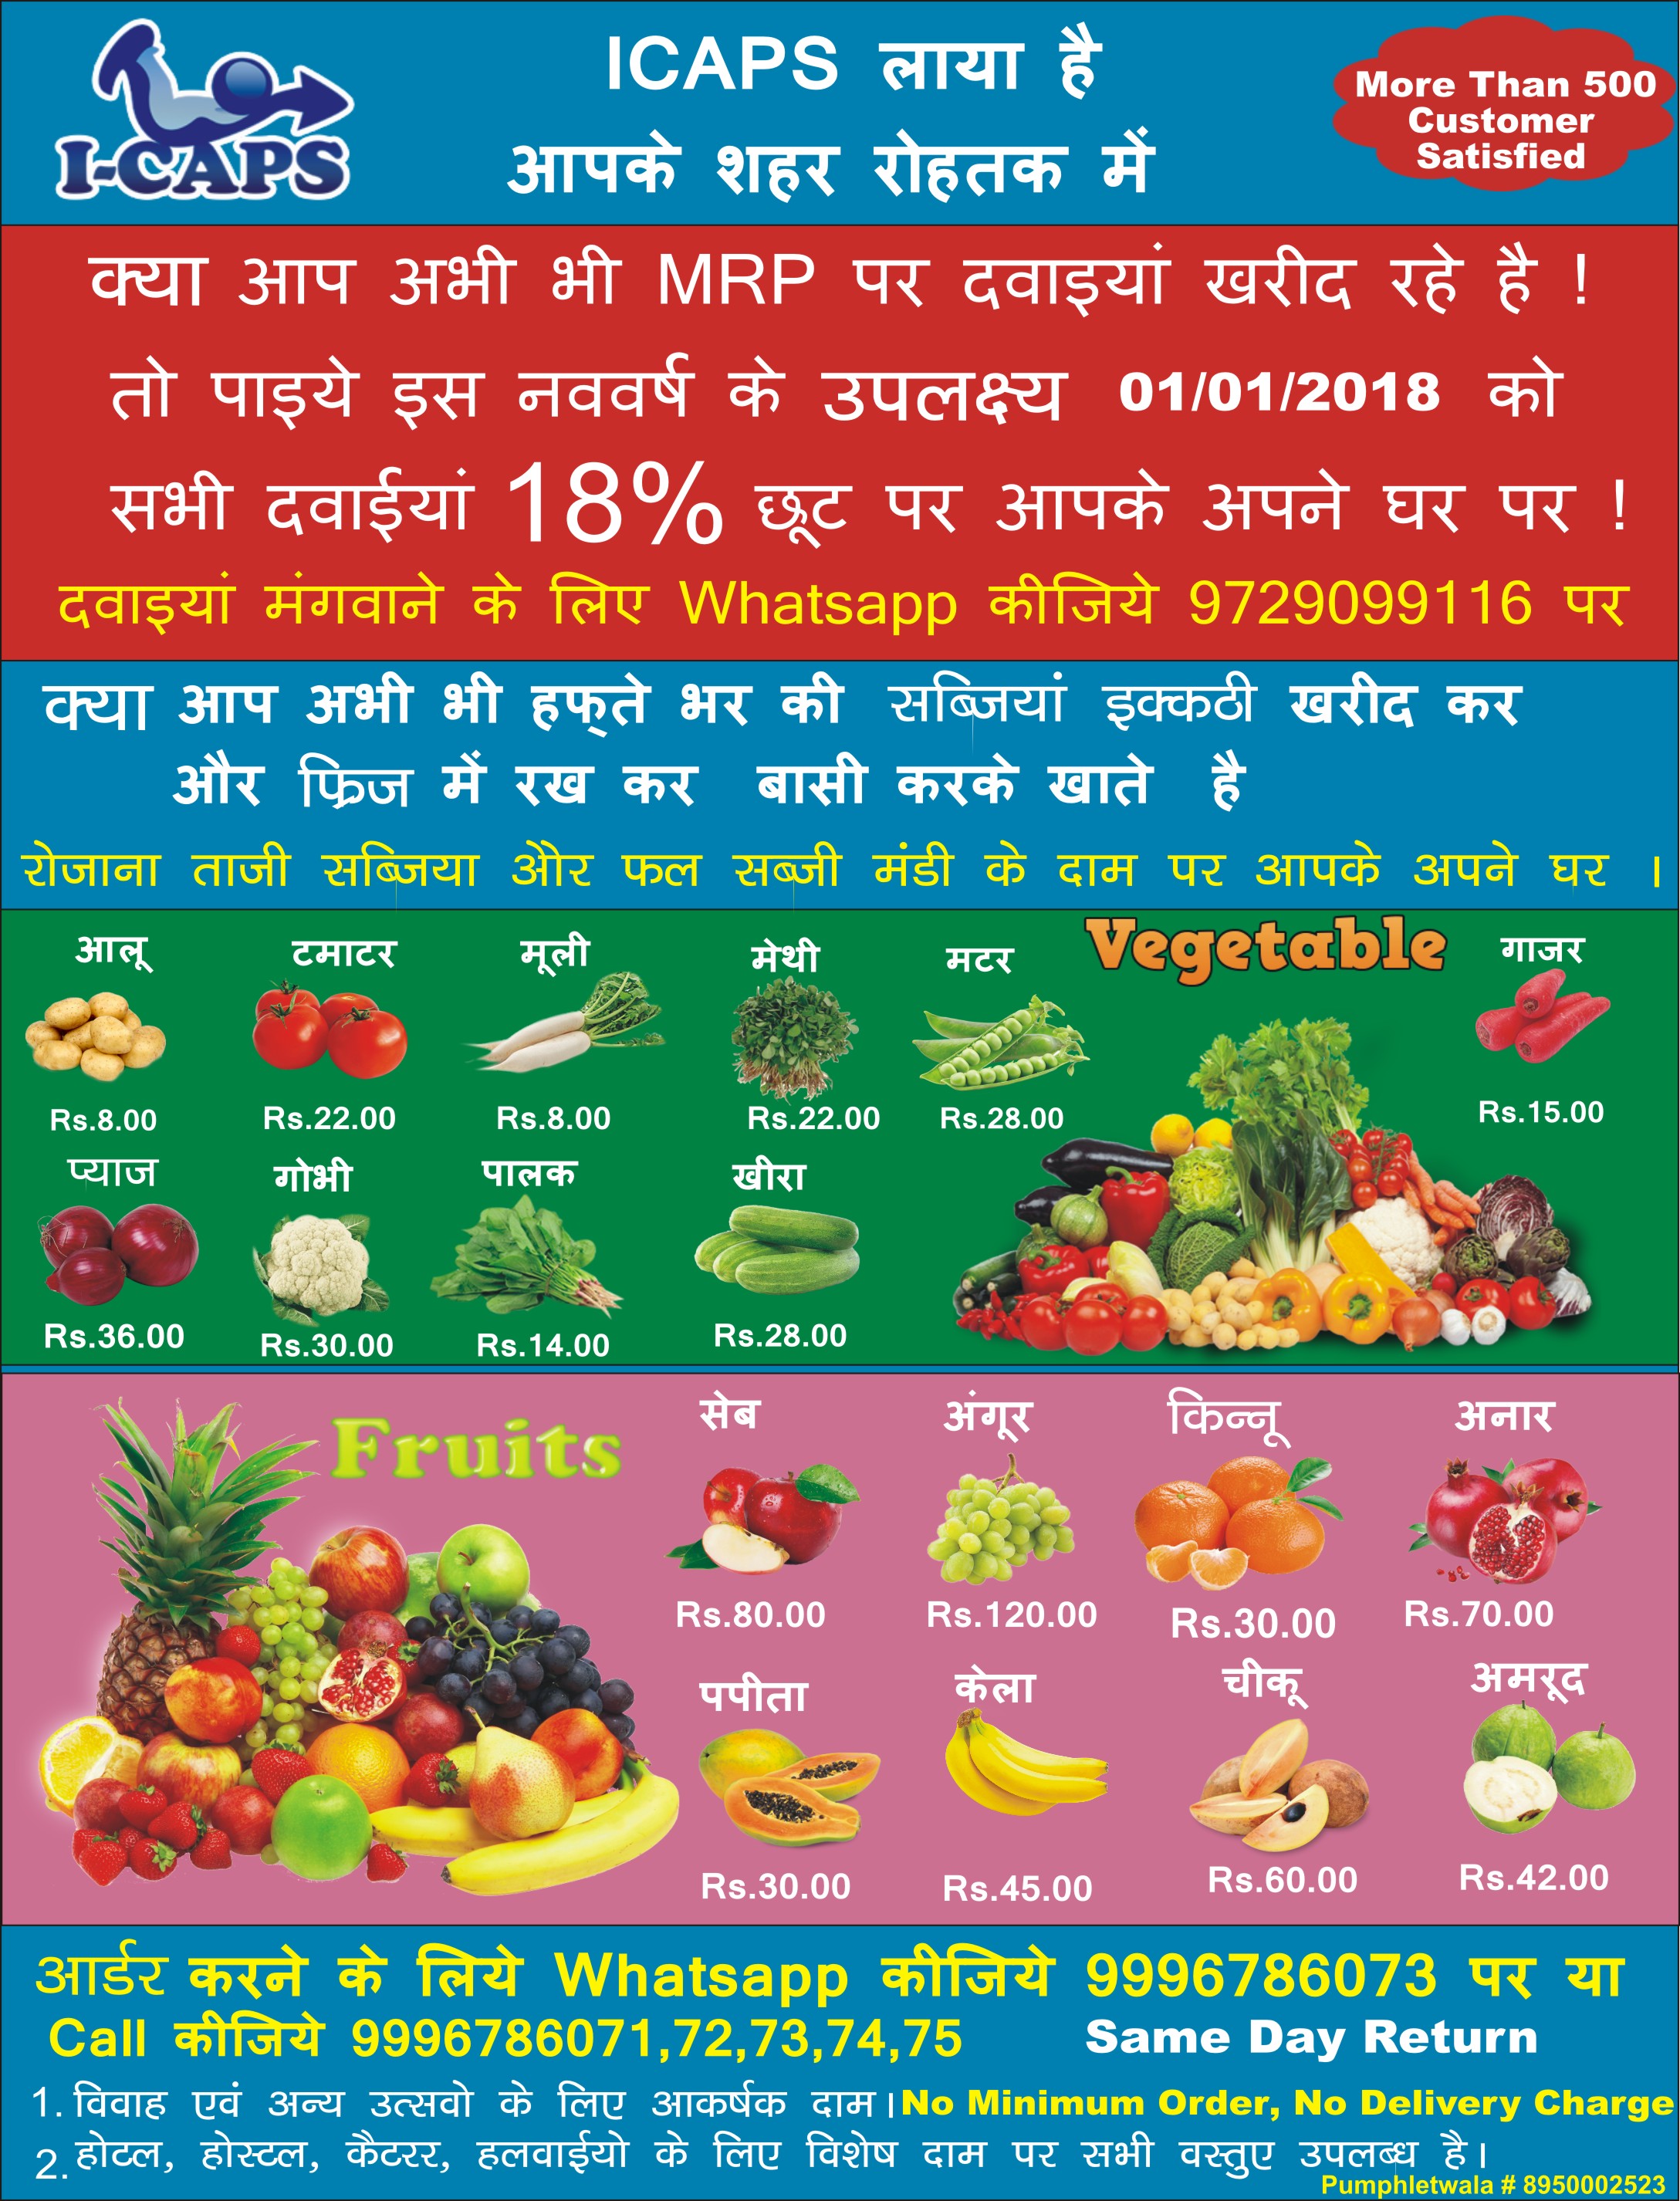 I-CAPS
ICAPS लाया है
आपके शहर रोहतक में
More Than 500
Customer
Satisfied
क्या आप अभी भी MRP पर दवाइयां खरीद रहे है !
तो पाइये इस नववर्ष के उपलक्ष्य 01/01/2018 को
सभी दवाईयां 18% छूट पर आपके अपने घर पर !
दवाइयां मंगवाने के लिए Whatsapp कीजिये 9729099116 पर
क्या आप अभी भी हफ्ते भर की सब्जियां इक्कठी खरीद कर
और फ्रिज में रख कर बासी करके खाते है
रोजाना ताजी सब्जिया और फल सब्जी मंडी के दाम पर आपके अपने घर ।
Vegetable
आलू टमाटर मूली मेथी मटर गाजर
Rs.8.00 Rs.22.00 Rs.8.00 Rs.22.00 Rs.28.00 Rs.15.00
प्याज गोभी पालक खीरा
Rs.36.00 Rs.30.00 Rs.14.00 Rs.28.00
Fruits
सेब अंगूर किन्नू अनार
Rs.80.00 Rs.120.00 Rs.30.00 Rs.70.00
पपीता केला चीकू अमरूद
Rs.30.00 Rs.45.00 Rs.60.00 Rs.42.00
आर्डर करने के लिये Whatsapp कीजिये 9996786073 पर या
Call कीजिये 9996786071,72,73,74,75 Same Day Return
1. विवाह एवं अन्य उत्सवो के लिए आकर्षक दाम। No Minimum Order, No Delivery Charge
2. होटल, होस्टल, कैटरर, हलवाईयो के लिए विशेष दाम पर सभी वस्तुए उपलब्ध है।
Pumphletwala # 8950002523